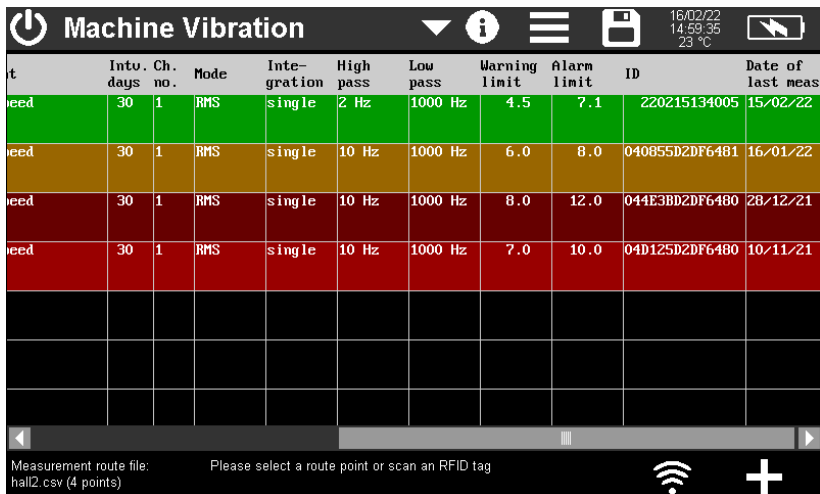 Machine Vibration
16/02/22
14:59:35
23 °C
Intv. Ch. Inte- High Low Warning Alarm Date of
days no. Mode gration pass pass limit limit ID last meas
30 1 RMS single 2 Hz 1000 Hz 4.5 7.1 220215134005 15/02/22
30 1 RMS single 10 Hz 1000 Hz 6.0 8.0 040855D2DF6481 16/01/22
30 1 RMS single 10 Hz 1000 Hz 8.0 12.0 044E3BD2DF6480 28/12/21
30 1 RMS single 10 Hz 1000 Hz 7.0 10.0 04D125D2DF6480 10/11/21
Measurement route file: Please select a route point or scan an RFID tag
hall2.csv (4 points)